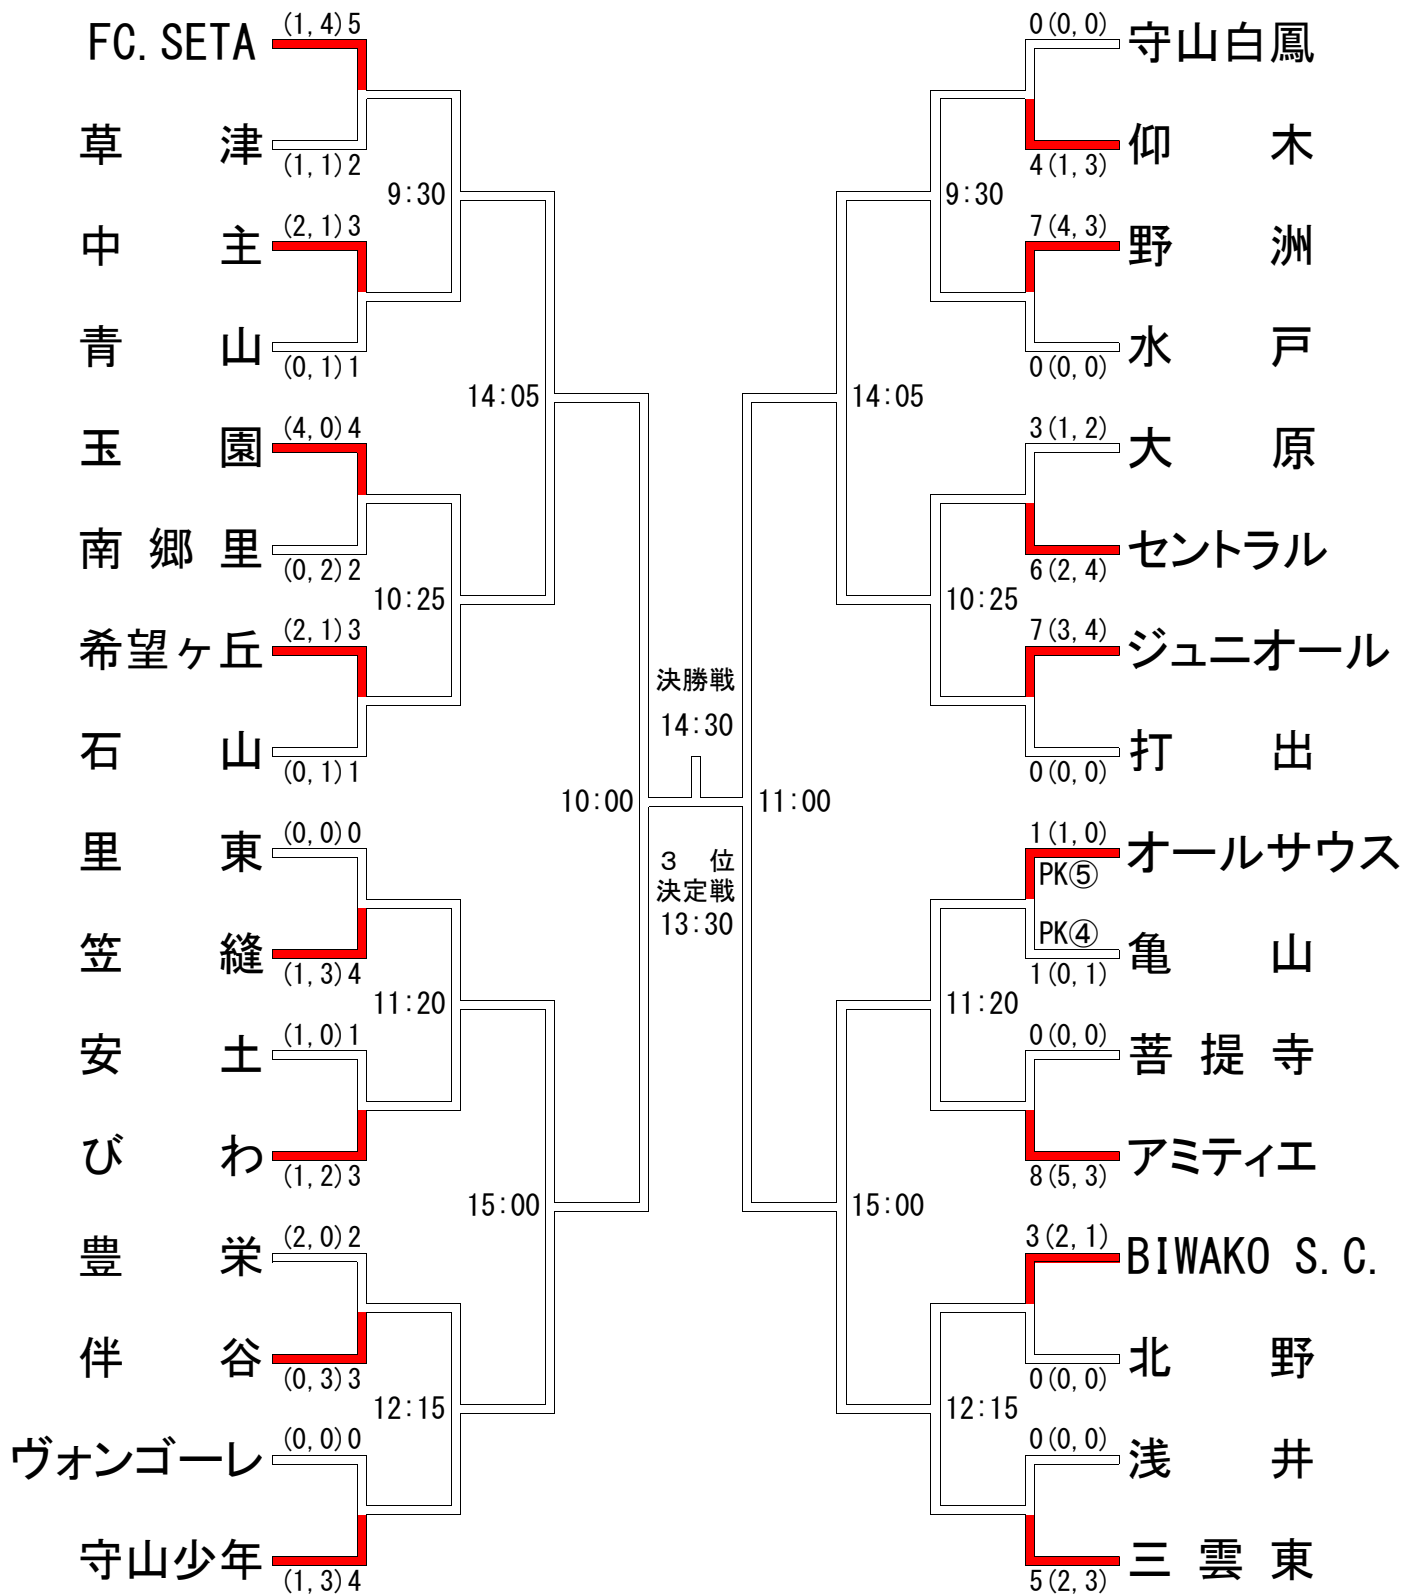 FC.SETA (1,4)5
草津 (1,1)2
9:30
中主 (2,1)3
青山 (0,1)1
14:05
玉園 (4,0)4
南郷里 (0,2)2
10:25
希望ヶ丘 (2,1)3
石山 (0,1)1
10:00
里東 (0,0)0
笠縫 (1,3)4
11:20
安土 (1,0)1
びわ (1,2)3
15:00
豊栄 (2,0)2
伴谷 (0,3)3
12:15
ヴォンゴーレ (0,0)0
守山少年 (1,3)4
決勝戦
14:30
3 位
決定戦
13:30
0(0,0) 守山白鳳
4(1,3) 仰木
9:30
7(4,3) 野洲
0(0,0) 水戸
14:05
3(1,2) 大原
6(2,4) セントラル
10:25
7(3,4) ジュニオール
0(0,0) 打出
11:00
1(1,0) オールサウス
PK⑤
PK④
1(0,1) 亀山
11:20
0(0,0) 菩提寺
8(5,3) アミティエ
15:00
3(2,1) BIWAKO S.C.
0(0,0) 北野
12:15
0(0,0) 浅井
5(2,3) 三雲東